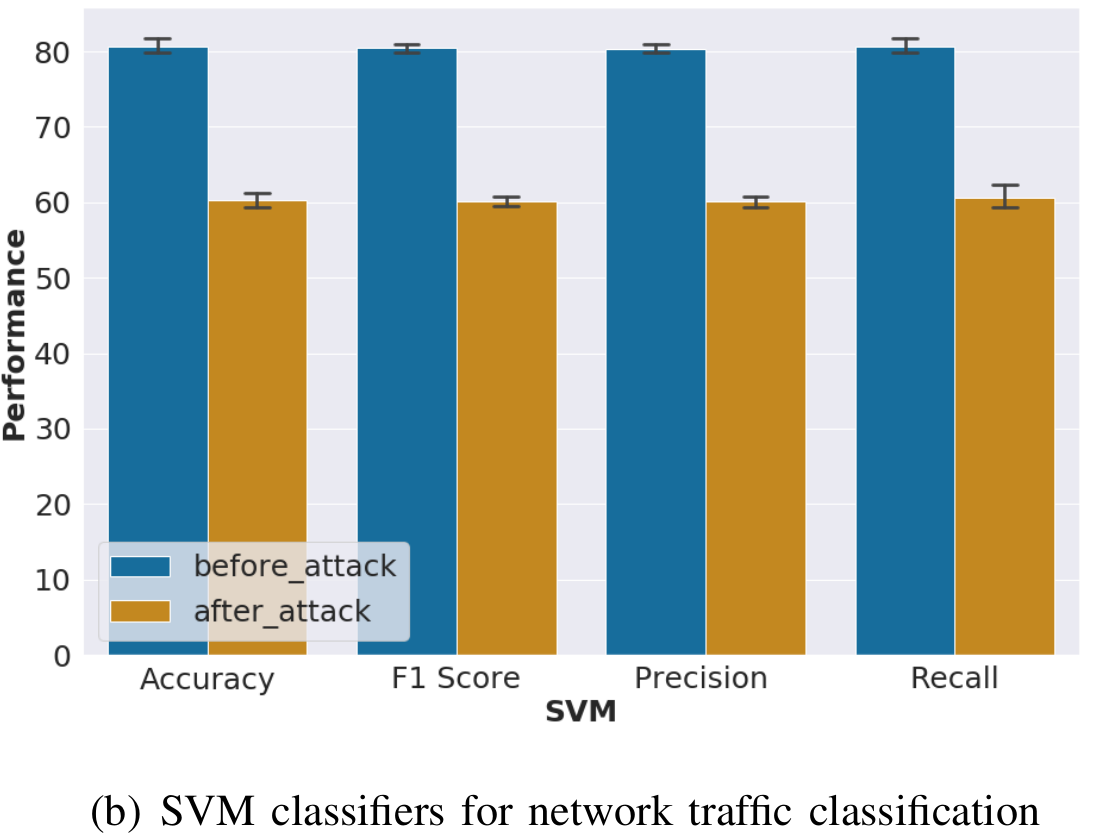 80
70
60
50
40
30
20
10
0
Performance
before_attack
after_attack
Accuracy F1 Score Precision Recall
SVM
(b) SVM classifiers for network traffic classification